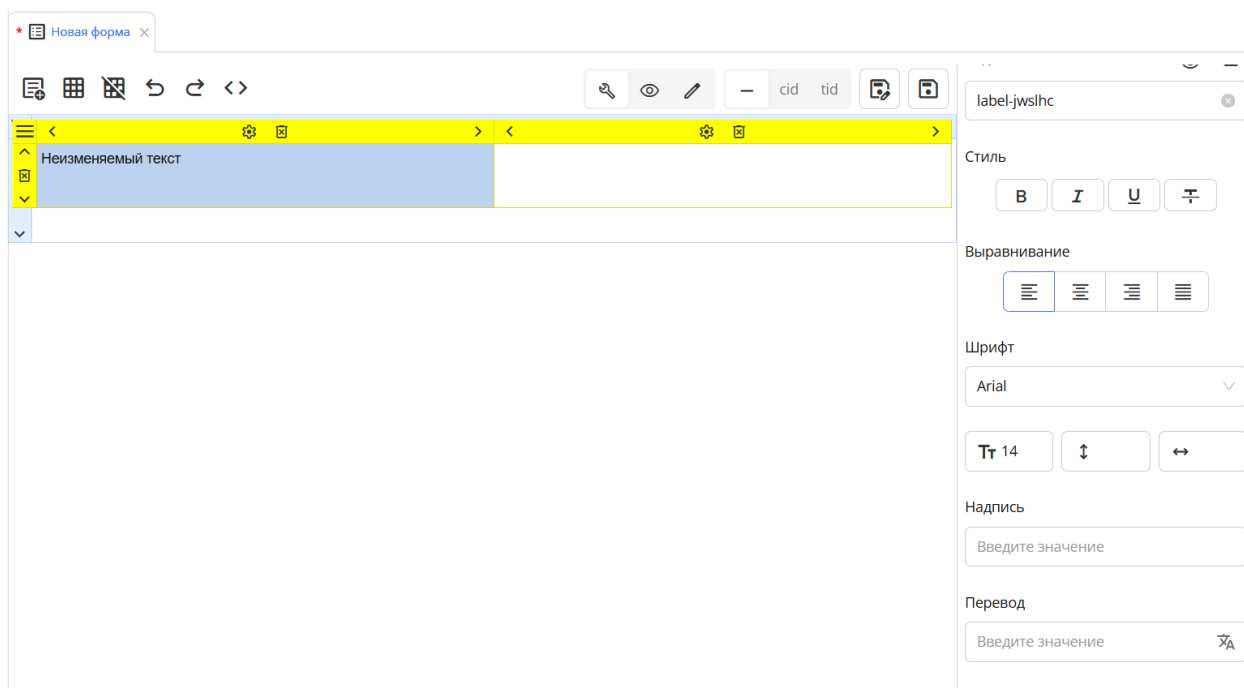 * Новая форма
cid tid
label-jwslhc
Неизменяемый текст
Стиль
B I U T
Выравнивание
Шрифт
Arial
Tт 14
Надпись
Введите значение
Перевод
Введите значение